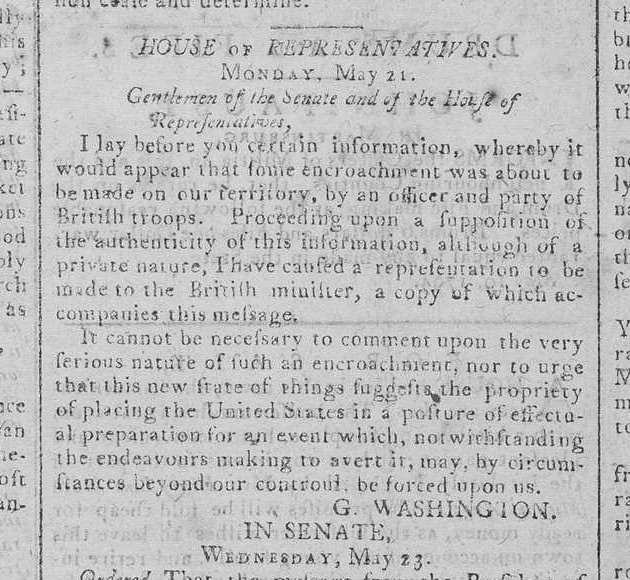 HOUSE OF REPRESENTATIVES.
MONDAY, May 21.
Gentlemen of the Senate and of the Houſe of
Repreſentatives,
I lay before you certain information, whereby it
would appear that ſome encroachment was about to
be made on our territory, by an officer and party of
Britiſh troops. Proceeding upon a ſuppoſition of
the authenticity of this information, although of a
private nature, I have cauſed a repreſentation to be
made to the Britiſh miniſter, a copy of which ac-
companies this meſſage.
It cannot be neceſſary to comment upon the very
ſerious nature of ſuch an encroachment, nor to urge
that this new ſtate of things ſuggeſts the propriety
of placing the United States in a poſture of effectu-
al preparation for an event which, notwithſtanding
the endeavours making to avert it, may, by circum-
ſtances beyond our controul, be forced upon us.
G. WASHINGTON.
IN SENATE,
WEDNESDAY, May 23.
Ordered, That the